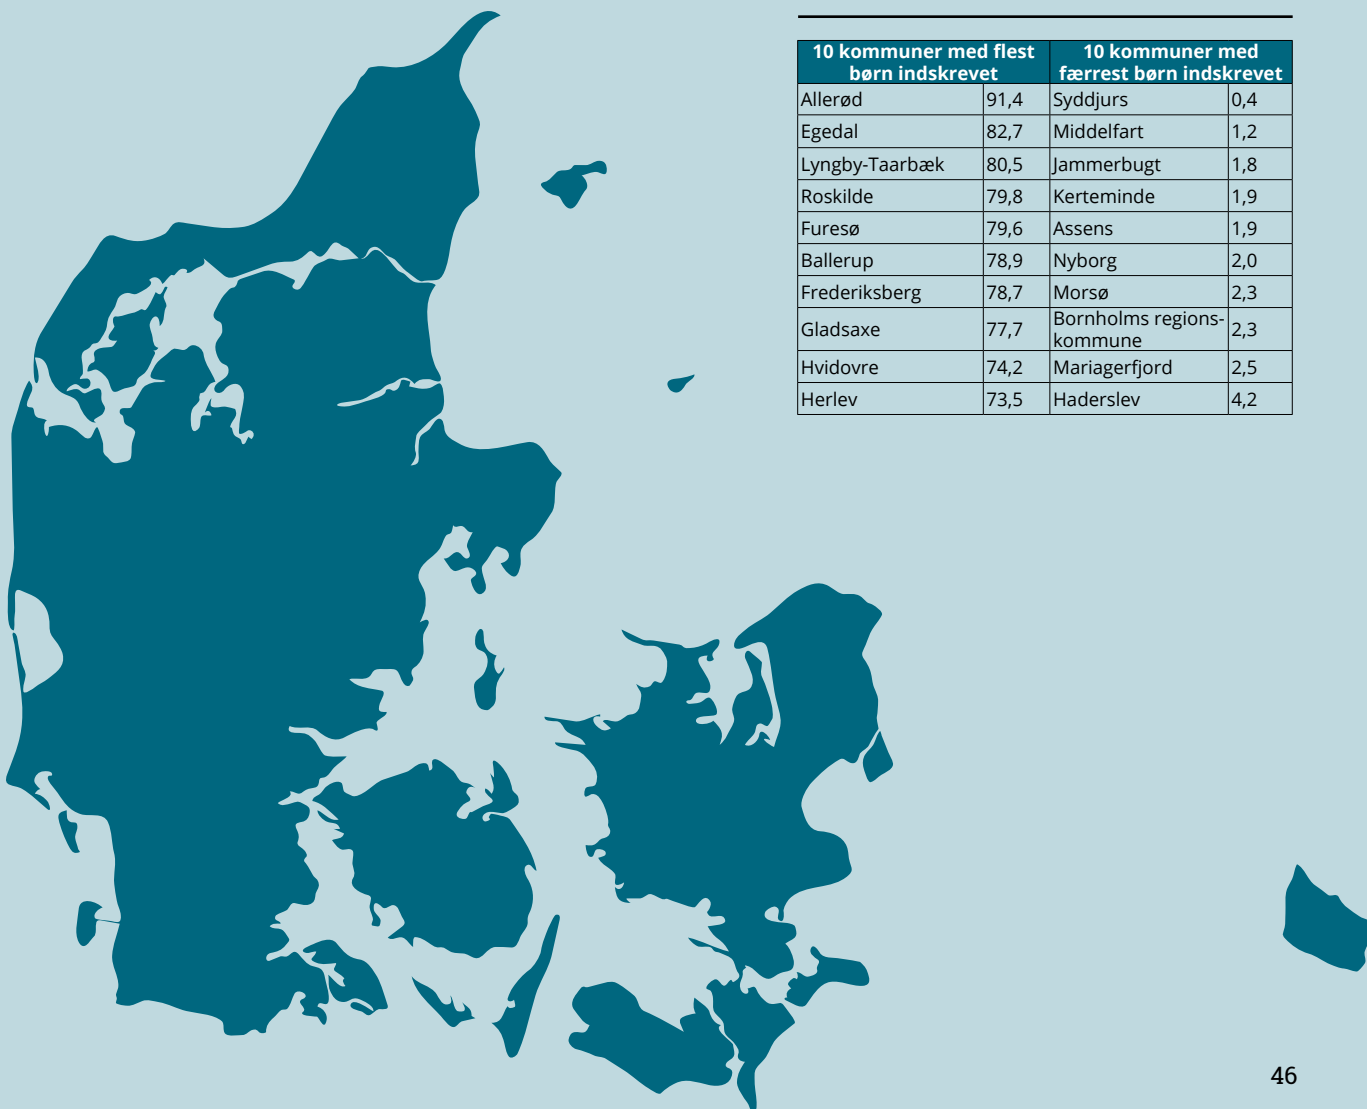 10 kommuner med flest børn indskrevet 10 kommuner med færrest børn indskrevet
Allerød 91,4 Syddjurs 0,4
Egedal 82,7 Middelfart 1,2
Lyngby-Taarbæk 80,5 Jammerbugt 1,8
Roskilde 79,8 Kerteminde 1,9
Furesø 79,6 Assens 1,9
Ballerup 78,9 Nyborg 2,0
Frederiksberg 78,7 Morsø 2,3
Gladsaxe 77,7 Bornholms regions-kommune 2,3
Hvidovre 74,2 Mariagerfjord 2,5
Herlev 73,5 Haderslev 4,2
46